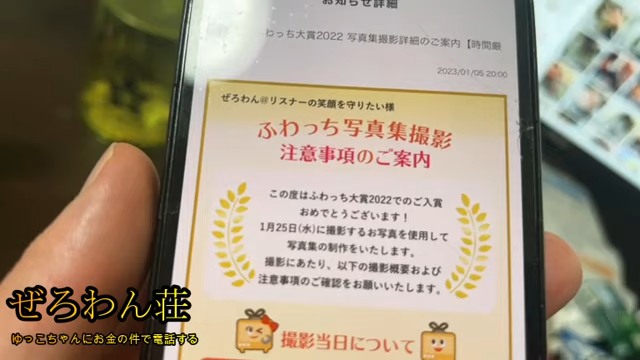 お知らせ詳細
わっち大賞2022 写真集撮影詳細のご案内【時間厳
2023/01/06 20:00
ぜろわん@リスナーの笑顔を守りたい様
ふわっち写真集撮影
注意事項のご案内
この度はふわっち大賞2022でのご入賞
おめでとうございます！
1月25日(水)に撮影するお写真を使用して
写真集の制作をいたします。
撮影にあたり、以下の撮影概要および
注意事項のご確認をお願いいたします。
撮影当日について
ぜろわん荘
ゆっこちゃんにお金の件で電話する